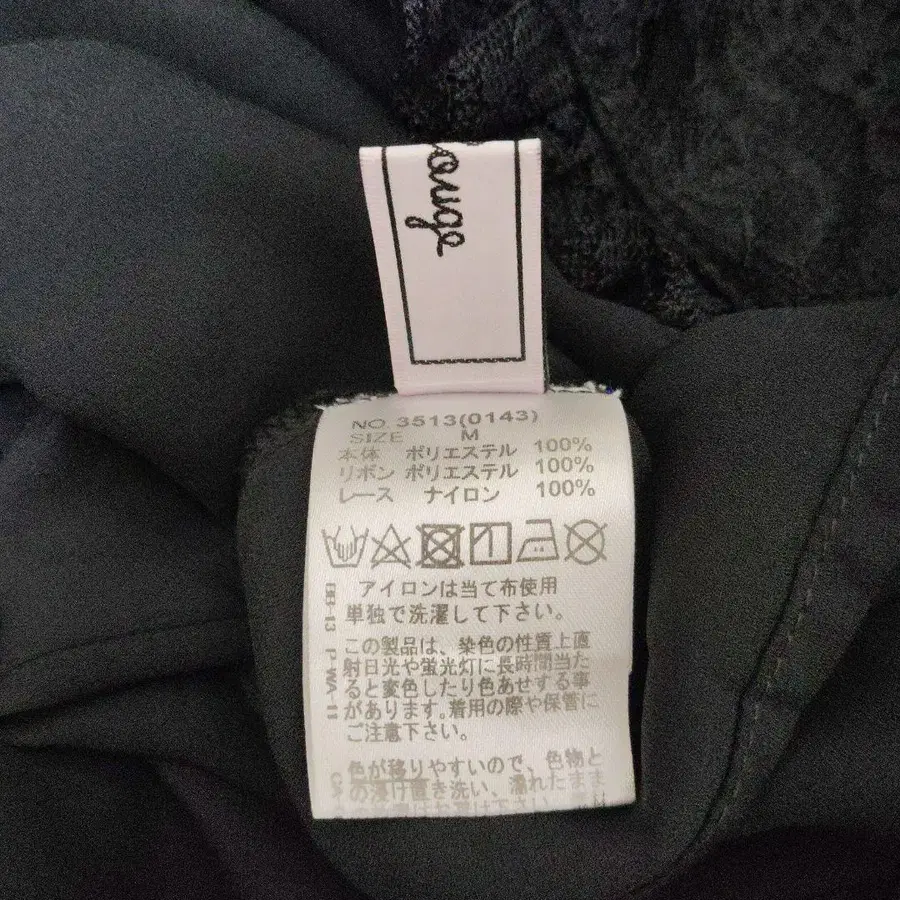 ouge
NO. 3513(0143)
SIZE M
本体 ポリエステル 100%
リボン ポリエステル 100%
レース ナイロン 100%
アイロンは当て布使用
単独で洗濯して下さい。
この製品は、染色の性質上直
射日光や蛍光灯に長時間当た
ると変色したり色あせする事
があります。着用の際や保管に
ご注意下さい。
色が移りやすいので、色物と
の漬け置き洗い、濡れたまま